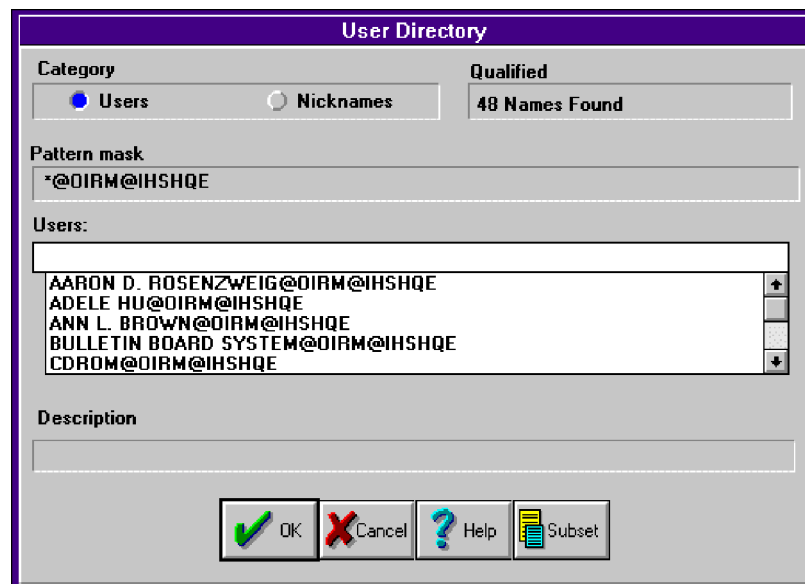 User Directory
Category
Qualified
Users Nicknames
48 Names Found
Pattern mask
*@OIRM@IHSHQE
Users:
AARON D. ROSENZWEIG@OIRM@IHSHQE
ADELE HU@OIRM@IHSHQE
ANN L. BROWN@OIRM@IHSHQE
BULLETIN BOARD SYSTEM@OIRM@IHSHQE
CDROM@OIRM@IHSHQE
Description
OK Cancel Help Subset